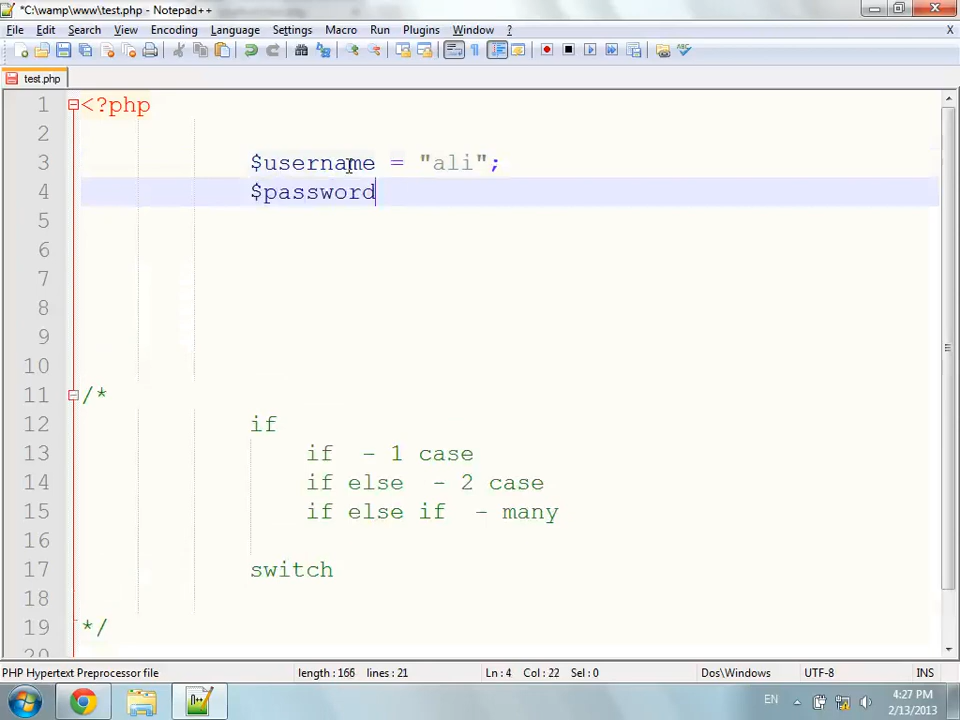 *C:\wamp\www\test.php - Notepad++
File Edit Search View Encoding Language Settings Macro Run Plugins Window ? X
test.php
1 <?php
2
3 $username = "ali";
4 $password
5
6
7
8
9
10
11 /*
12 if
13 if - 1 case
14 if else - 2 case
15 if else if - many
16
17 switch
18
19 */
20
PHP Hypertext Preprocessor file length : 166 lines : 21 Ln : 4 Col : 22 Sel : 0 Dos\Windows UTF-8 INS
EN 4:27 PM
2/13/2013